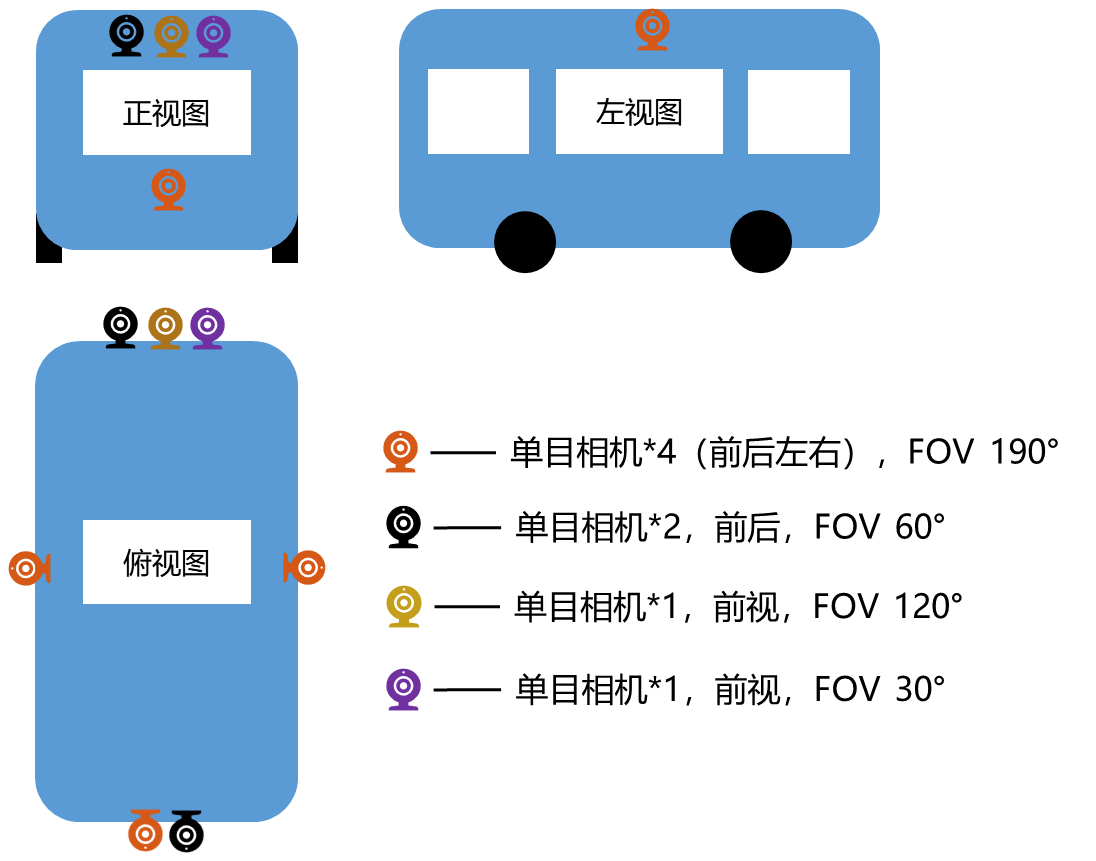 正视图
左视图
俯视图
单目相机*4（前后左右），FOV 190°
单目相机*2，前后，FOV 60°
单目相机*1，前视，FOV 120°
单目相机*1，前视，FOV 30°